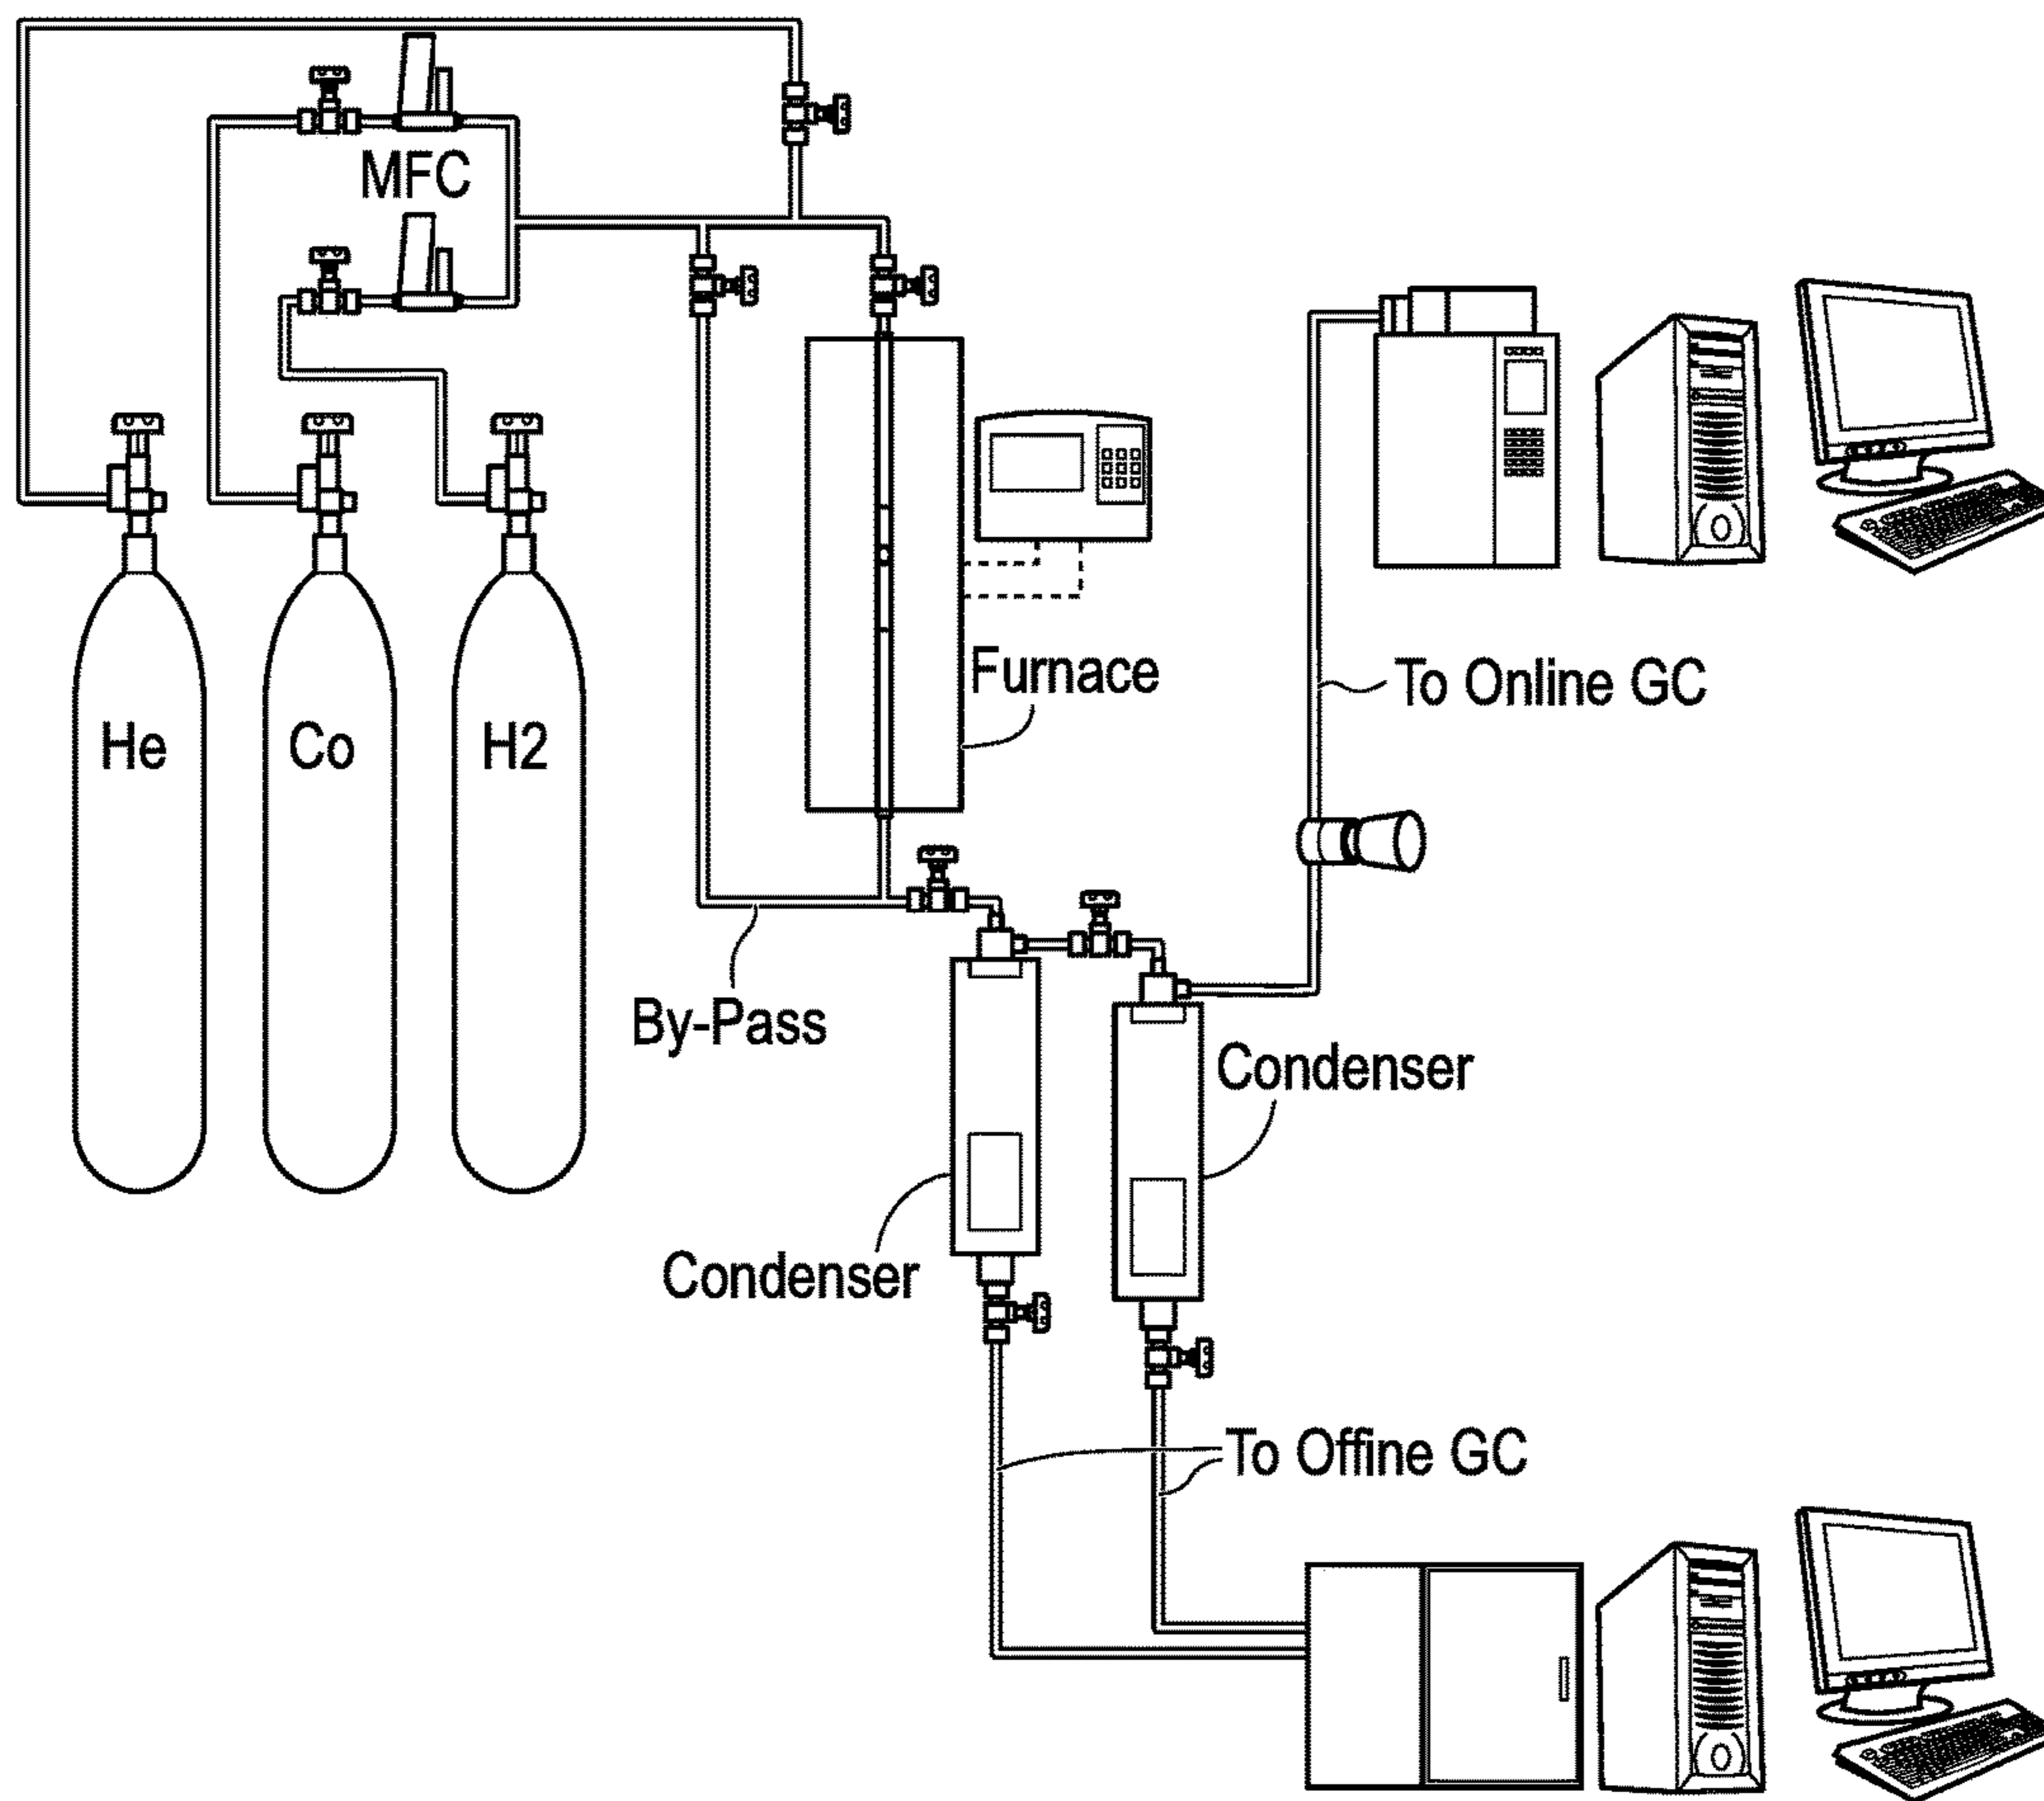 MFC
Furnace
To Online GC
He
Co
H2
By-Pass
Condenser
Condenser
To Offine GC